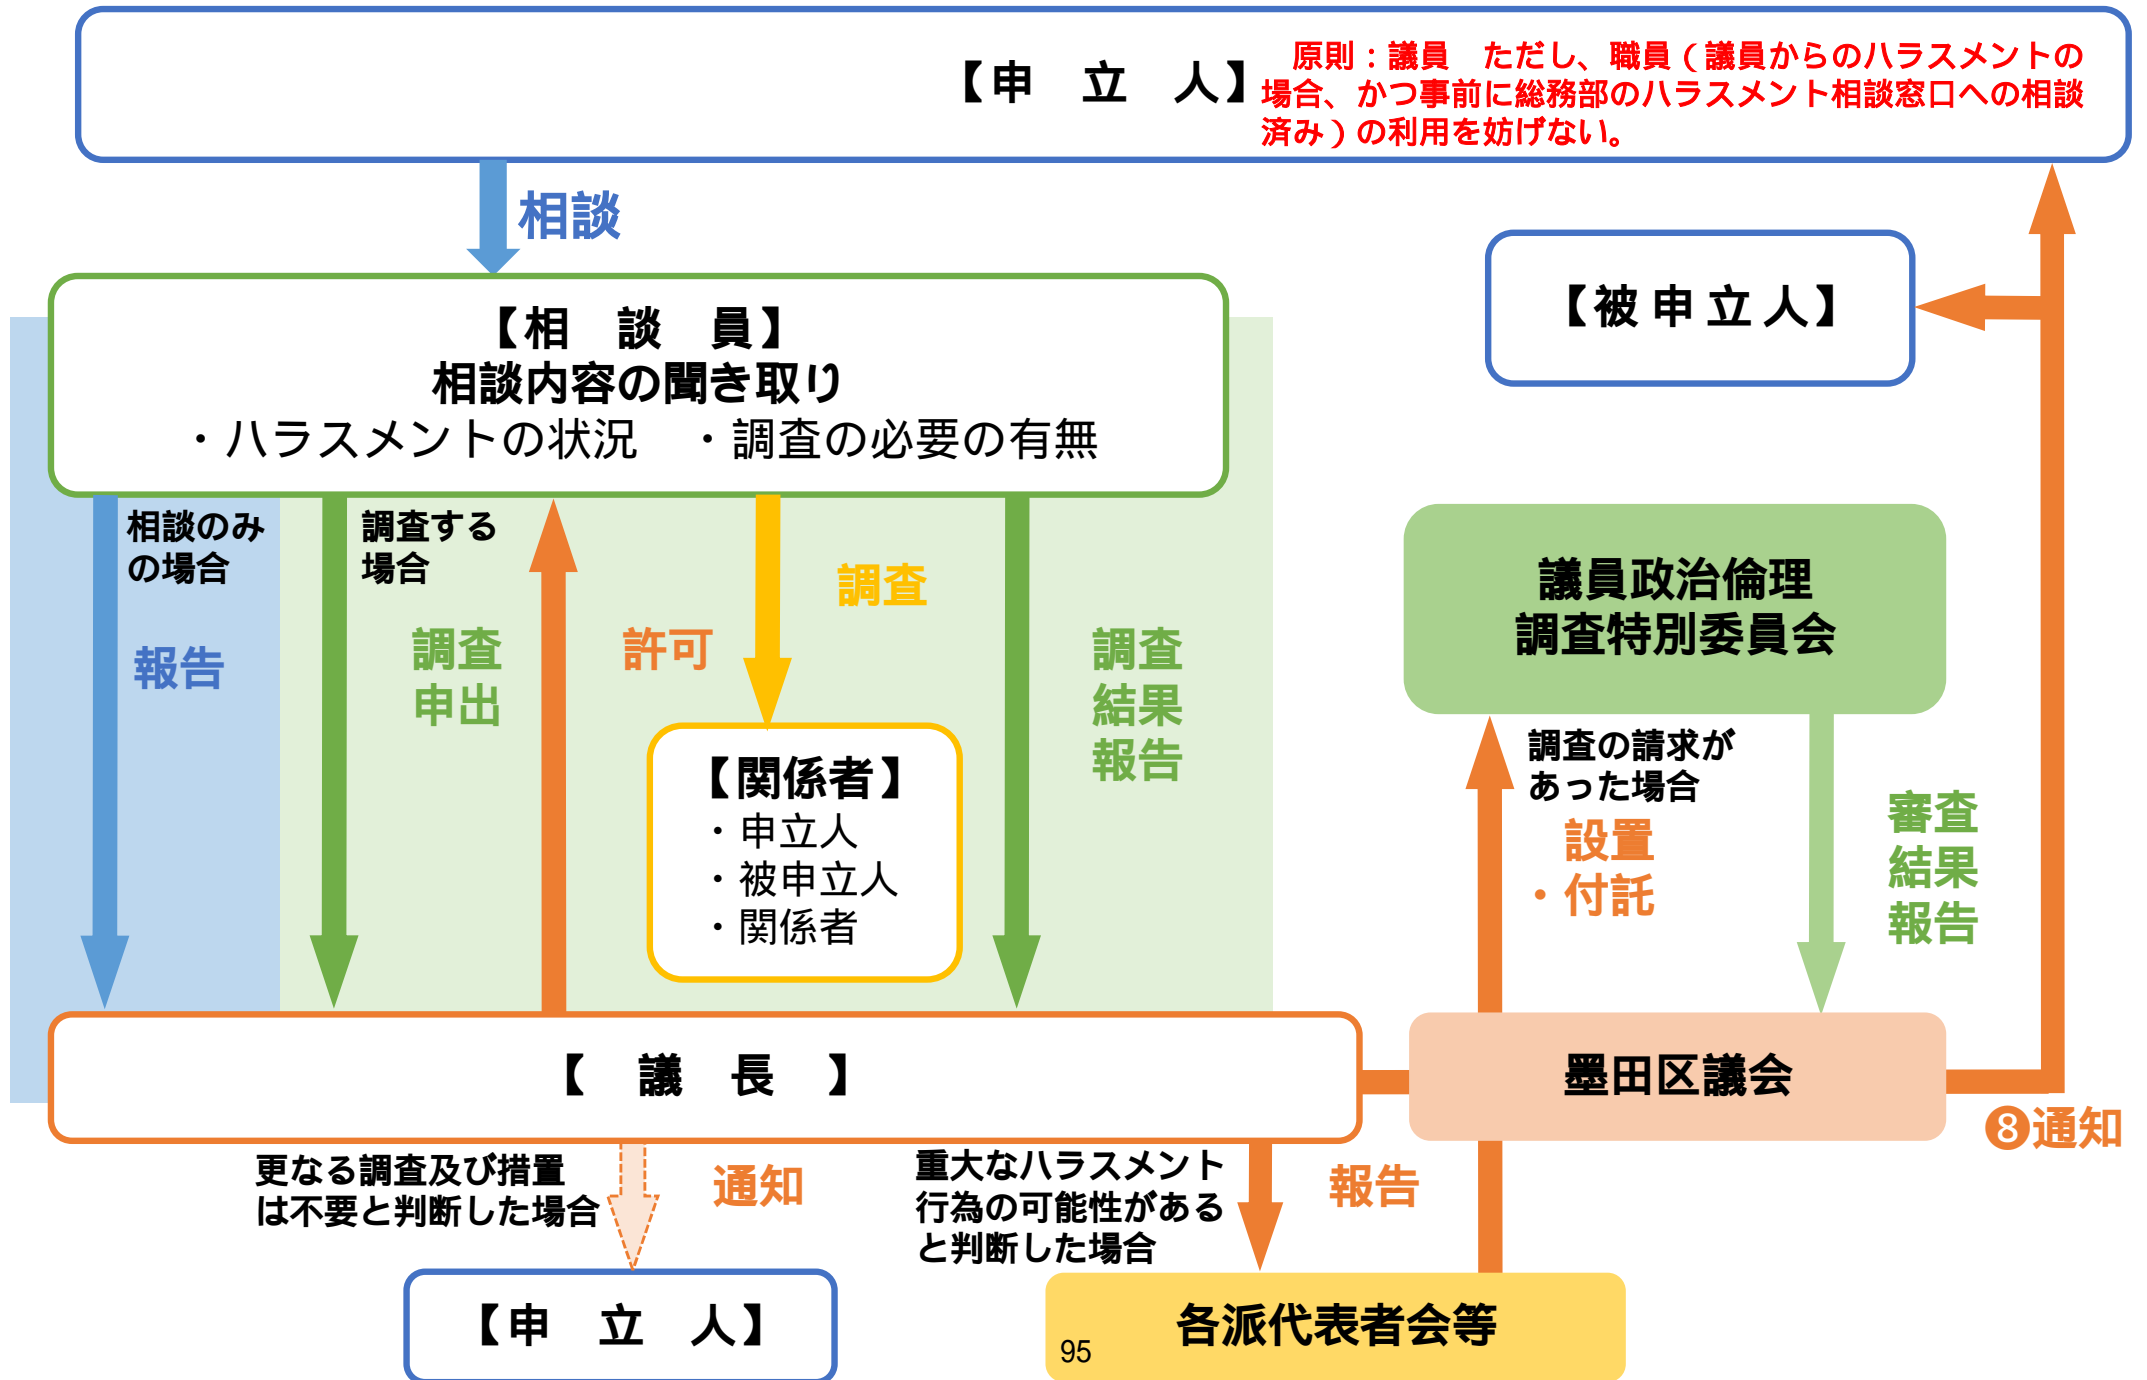 【申　立　人】
原則：議員　ただし、職員（議員からのハラスメントの
場合、かつ事前に総務部のハラスメント相談窓口への相談
済み）の利用を妨げない。
相談
【被申立人】
【相　談　員】
相談内容の聞き取り
・ハラスメントの状況　・調査の必要の有無
相談のみ
の場合
報告
調査する
場合
調査
申出
許可
調査
調査
結果
報告
【関係者】
・申立人
・被申立人
・関係者
議員政治倫理
調査特別委員会
調査の請求が
あった場合
設置
・付託
審査
結果
報告
【　議　長　】
墨田区議会
❽通知
更なる調査及び措置
は不要と判断した場合
通知
重大なハラスメント
行為の可能性がある
と判断した場合
報告
【申　立　人】
各派代表者会等
95